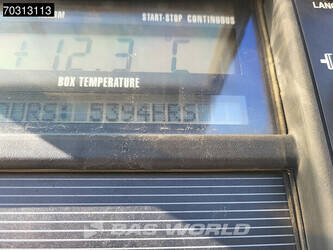 70313113
START-STOP CONTINUOUS
+12.3 C
BOX TEMPERATURE
OURS: 5394HRS
BAS WORLD